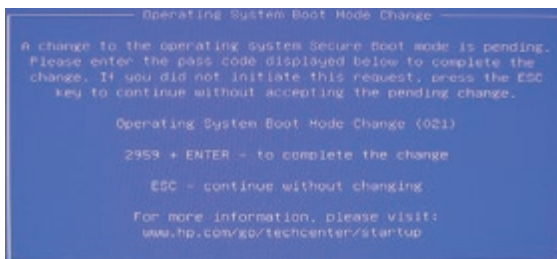 Operating System Boot Mode Change
A change to the operating system Secure Boot mode is pending.
Please enter the pass code displayed below to complete the
change. If you did not initiate this request, press the ESC
key to continue without accepting the pending change.
Operating System Boot Mode Change (021)
2959 + ENTER - to complete the change
ESC - continue without changing
For more information, please visit:
www.hp.com/go/techcenter/startup